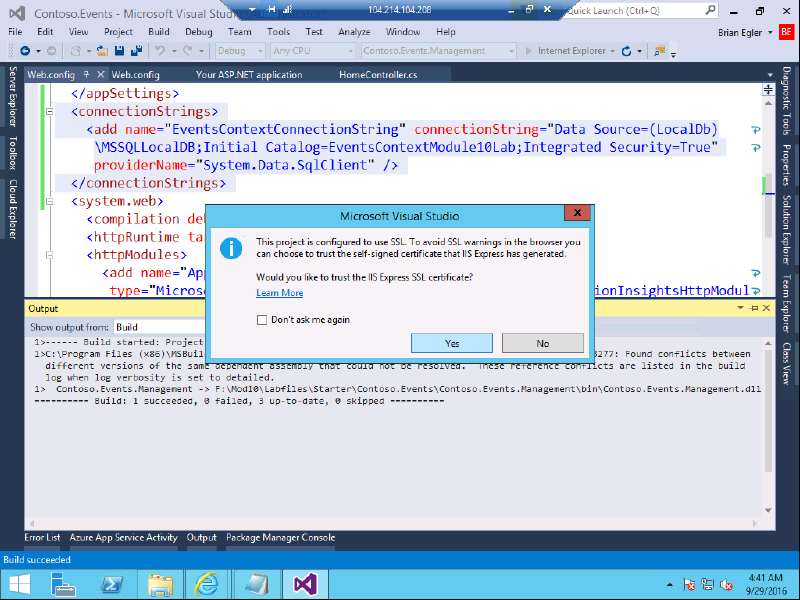 Contoso.Events - Microsoft Visual Studio
104.214.104.208
Quick Launch (Ctrl+Q)
File Edit View Project Build Debug Team Tools Test Analyze Window Help
Brian Egler
BE
Debug Any CPU Contoso.Events.Management Internet Explorer
Web.config Web.config Your ASP.NET application HomeController.cs
</appSettings>
<connectionStrings>
<add name="EventsContextConnectionString" connectionString="Data Source=(LocalDb)
\MSSQLLocalDB;Initial Catalog=EventsContextModule10Lab;Integrated Security=True"
providerName="System.Data.SqlClient" />
</connectionStrings>
<system.web>
<compilation
<httpRuntime
<httpModules>
<add name="
type="
ionInsightsHttpModul
Microsoft Visual Studio
This project is configured to use SSL. To avoid SSL warnings in the browser you
can choose to trust the self-signed certificate that IIS Express has generated.
Would you like to trust the IIS Express SSL certificate?
Learn More
Don't ask me again
Yes No
Output
Show output from: Build
1>------ Build started: Project
1>C:\Program Files (x86)\MSBuil
3277: Found conflicts between
different versions of the same dependent assembly that could not be resolved. These reference conflicts are listed in the build
log when log verbosity is set to detailed.
1> Contoso.Events.Management -> F:\Mod10\Labfiles\Starter\Contoso.Events\Contoso.Events.Management\bin\Contoso.Events.Management.dll
========== Build: 1 succeeded, 0 failed, 3 up-to-date, 0 skipped ==========
Error List Azure App Service Activity Output Package Manager Console
Build succeeded
Server Explorer
Toolbox
Cloud Explorer
Diagnostic Tools
Properties
Solution Explorer
Team Explorer
Class View
4:41 AM
9/29/2016